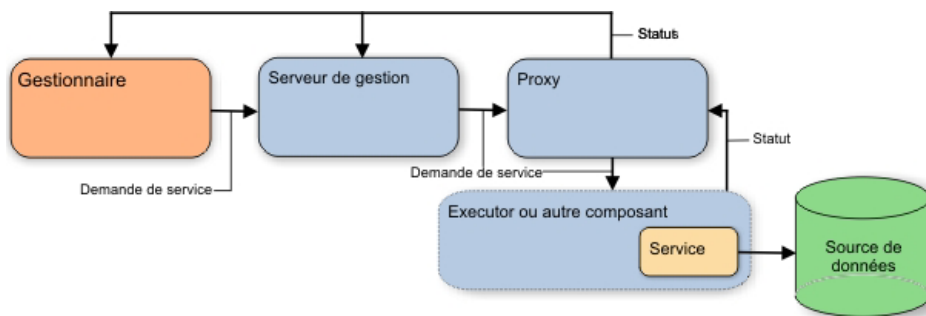 Statut
Gestionnaire
Serveur de gestion
Proxy
Statut
Demande de service
Demande de service
Executor ou autre composant
Service
Source de
données